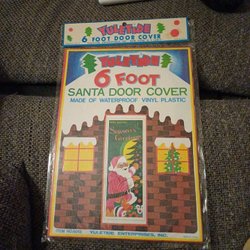 YULETIDE
6 FOOT DOOR COVER
YULETIDE
6 FOOT
SANTA DOOR COVER
MADE OF WATERPROOF VINYL PLASTIC
Season's
Greetings
YULETIDE ENTERPRISES, INC.